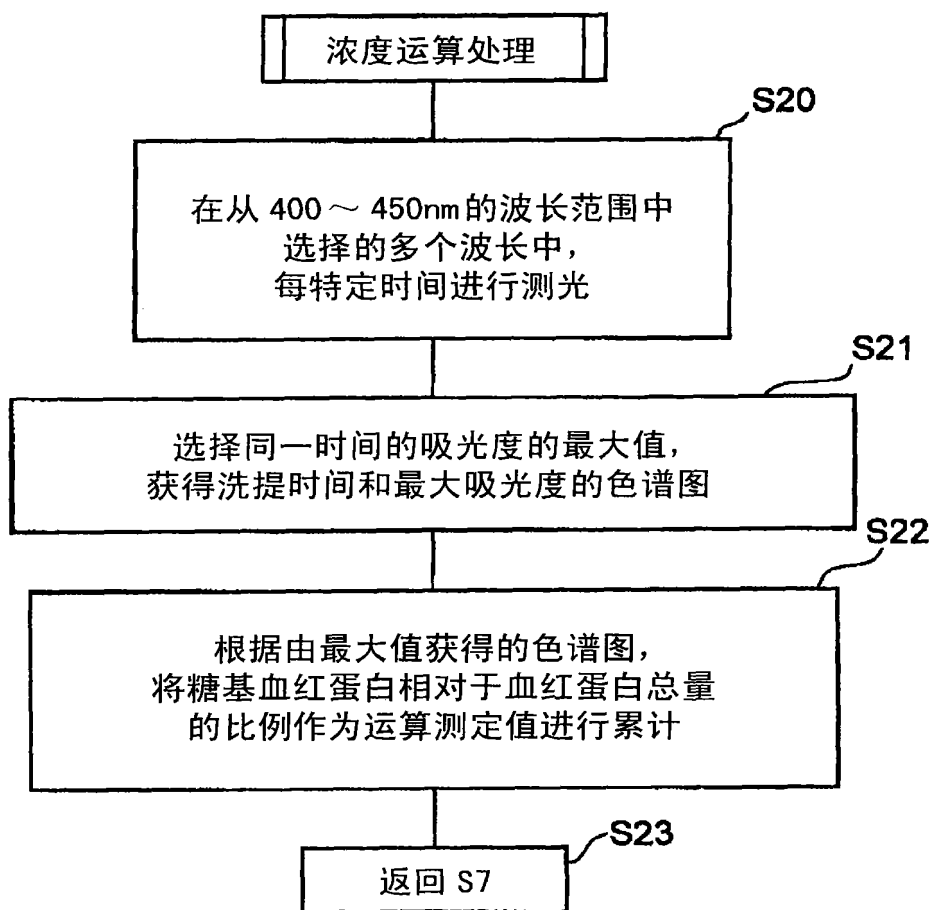 浓度运算处理
S20
在从 400～450nm的波长范围中
选择的多个波长中,
每特定时间进行测光
S21
选择同一时间的吸光度的最大值,
获得洗提时间和最大吸光度的色谱图
S22
根据由最大值获得的色谱图,
将糖基血红蛋白相对于血红蛋白总量
的比例作为运算测定值进行累计
S23
返回 S7